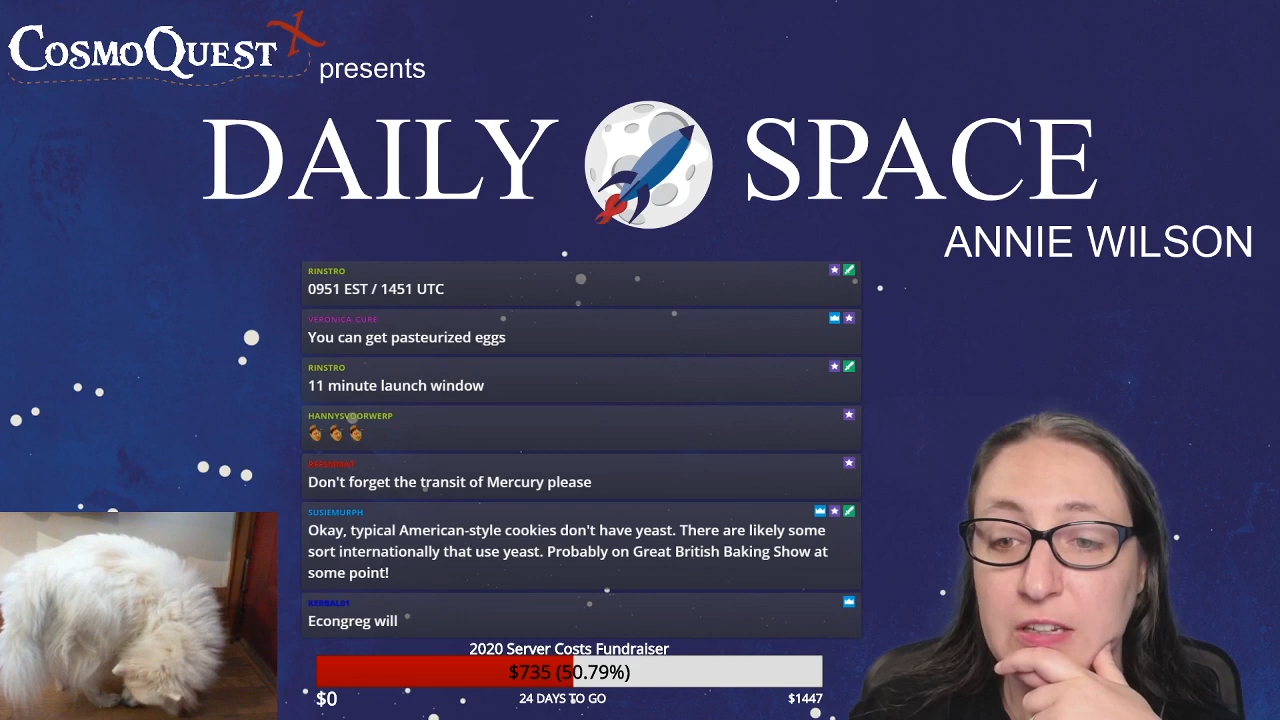 CosmoQuest X presents
DAILY SPACE
ANNIE WILSON
RINSTRO
0951 EST / 1451 UTC
VERONICA_CURE
You can get pasteurized eggs
RINSTRO
11 minute launch window
HANNYSVOORWERP
Don't forget the transit of Mercury please
SUSIEMURPH
Okay, typical American-style cookies don't have yeast. There are likely some
sort internationally that use yeast. Probably on Great British Baking Show at
some point!
KERBAL01
Econgreg will
2020 Server Costs Fundraiser
$735 (50.79%)
$0 24 DAYS TO GO $1447